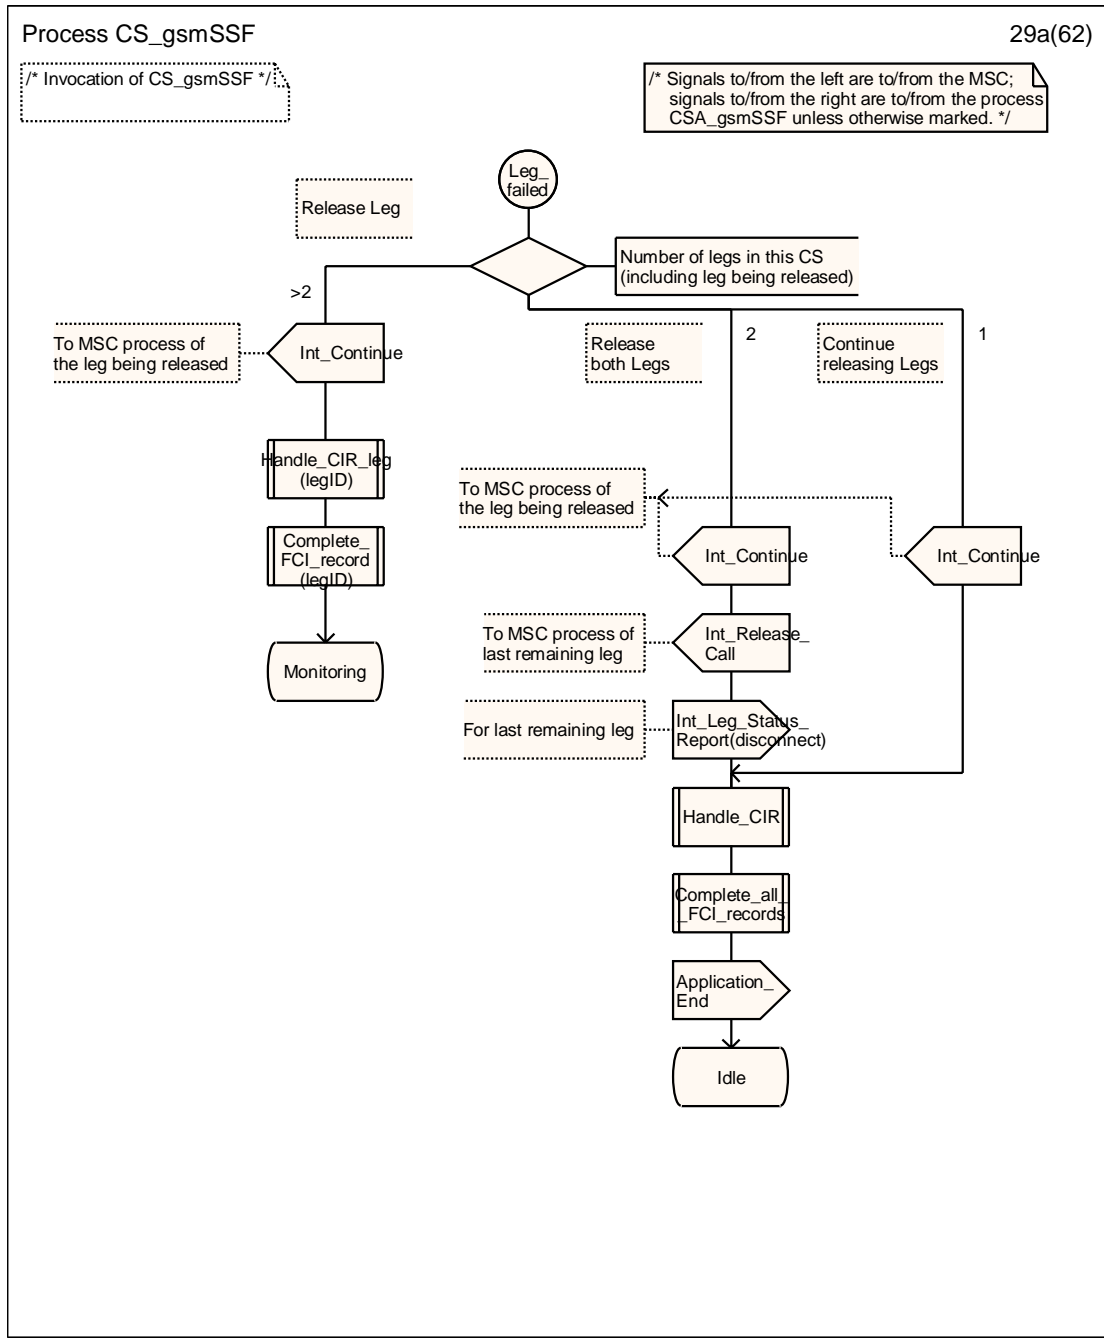 Process CS_gsmSSF
29a(62)
/* Invocation of CS_gsmSSF */
/* Signals to/from the left are to/from the MSC;
signals to/from the right are to/from the process
CSA_gsmSSF unless otherwise marked. */
Leg_
failed
Release Leg
Number of legs in this CS
(including leg being released)
>2
2
1
To MSC process of
the leg being released
Int_Continue
Release
both Legs
Continue
releasing Legs
Handle_CIR_leg
(legID)
To MSC process of
the leg being released
Complete_
FCI_record
(legID)
Int_Continue
Int_Continue
To MSC process of
last remaining leg
Int_Release_
Call
Monitoring
For last remaining leg
Int_Leg_Status_
Report(disconnect)
Handle_CIR
Complete_all_
_FCI_records
Application_
End
Idle